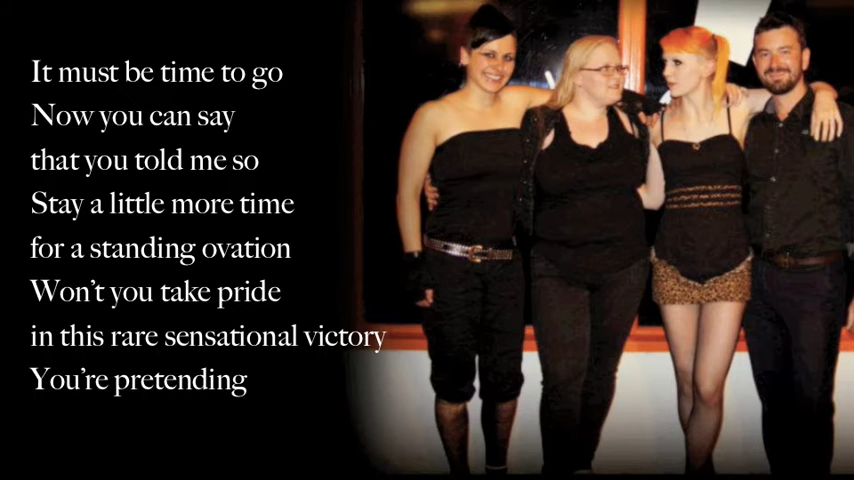 It must be time to go
Now you can say
that you told me so
Stay a little more time
for a standing ovation
Won't you take pride
in this rare sensational victory
You're pretending